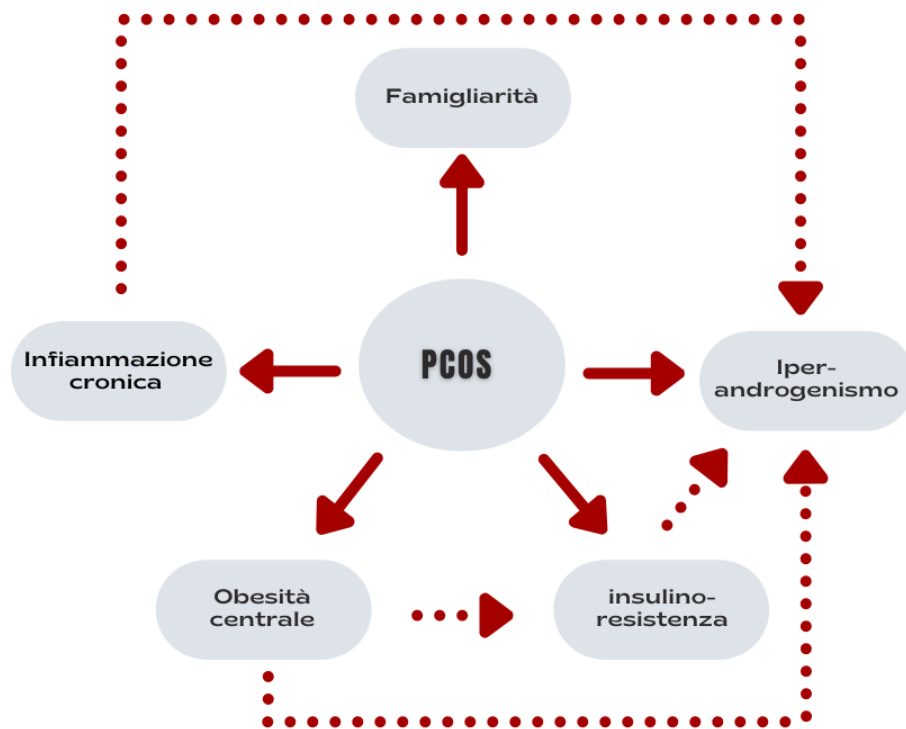 Famigliarità
Infiammazione
cronica
PCOS
Iper-
androgenismo
Obesità
centrale
insulino-
resistenza